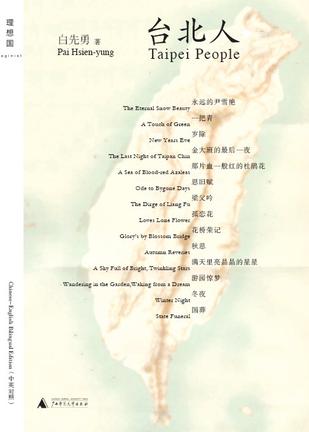 理想国
imaginist
白先勇 著
Pai Hsien-yung
台北人
Taipei People
永远的尹雪艳
The Eternal Snow Beauty
一把青
A Touch of Green
岁除
New Years Eve
金大班的最后一夜
The Last Night of Taipan Chin
那片血一般红的杜鹃花
A Sea of Blood-red Azaleas
思旧赋
Ode to Bygone Days
梁父吟
The Dirge of Liang Fu
孤恋花
Loves Lone Flower
花桥荣记
Glory's by Blossom Bridge
秋思
Autumn Reveries
满天里亮晶晶的星星
A Sky Full of Bright, Twinkling Stars
游园惊梦
Wandering in the Garden,Waking from a Dream
冬夜
Winter Night
国葬
State Funeral
Chinese-English Bilingual Edition (中英对照)
广西师范大学出版社